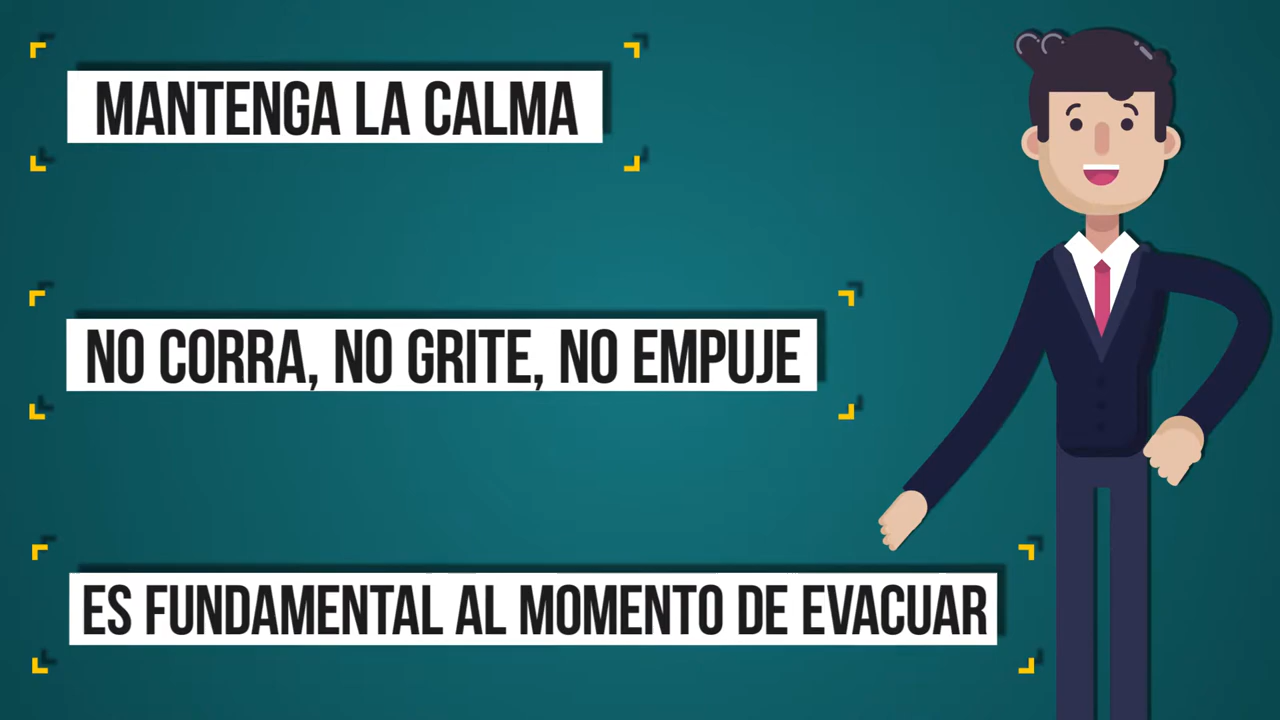 MANTENGA LA CALMA
NO CORRA, NO GRITE, NO EMPUJE
ES FUNDAMENTAL AL MOMENTO DE EVACUAR